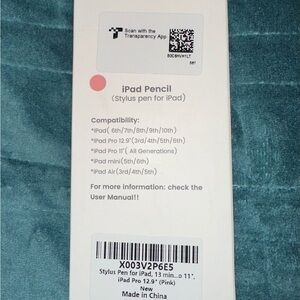 Scan with the
Transparency App
iPad Pencil
(Stylus pen for iPad)
Compatibility:
*iPad( 6th/7th/8th/9th/10th)
*iPad Pro 12.9"(3rd/4th/5th/6th)
*iPad Pro 11"( All Generations)
*iPad mini(5th/6th)
*iPad Air(3rd/4th/5th)
For more information: check the
User Manual!!
X003V2P6E5
Stylus Pen for iPad, 13 min...o 11",
iPad Pro 12.9" (Pink)
New
Made in China